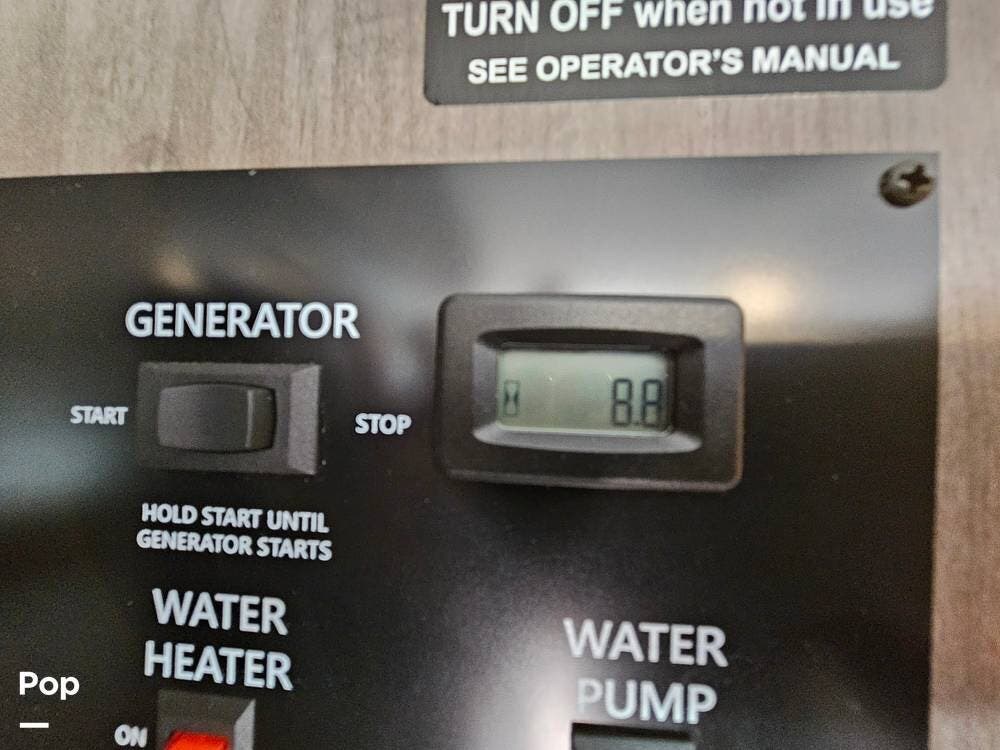 TURN OFF when not in use
SEE OPERATOR'S MANUAL
GENERATOR
START
STOP
8.8
HOLD START UNTIL
GENERATOR STARTS
WATER
HEATER
ON
WATER
PUMP
Pop